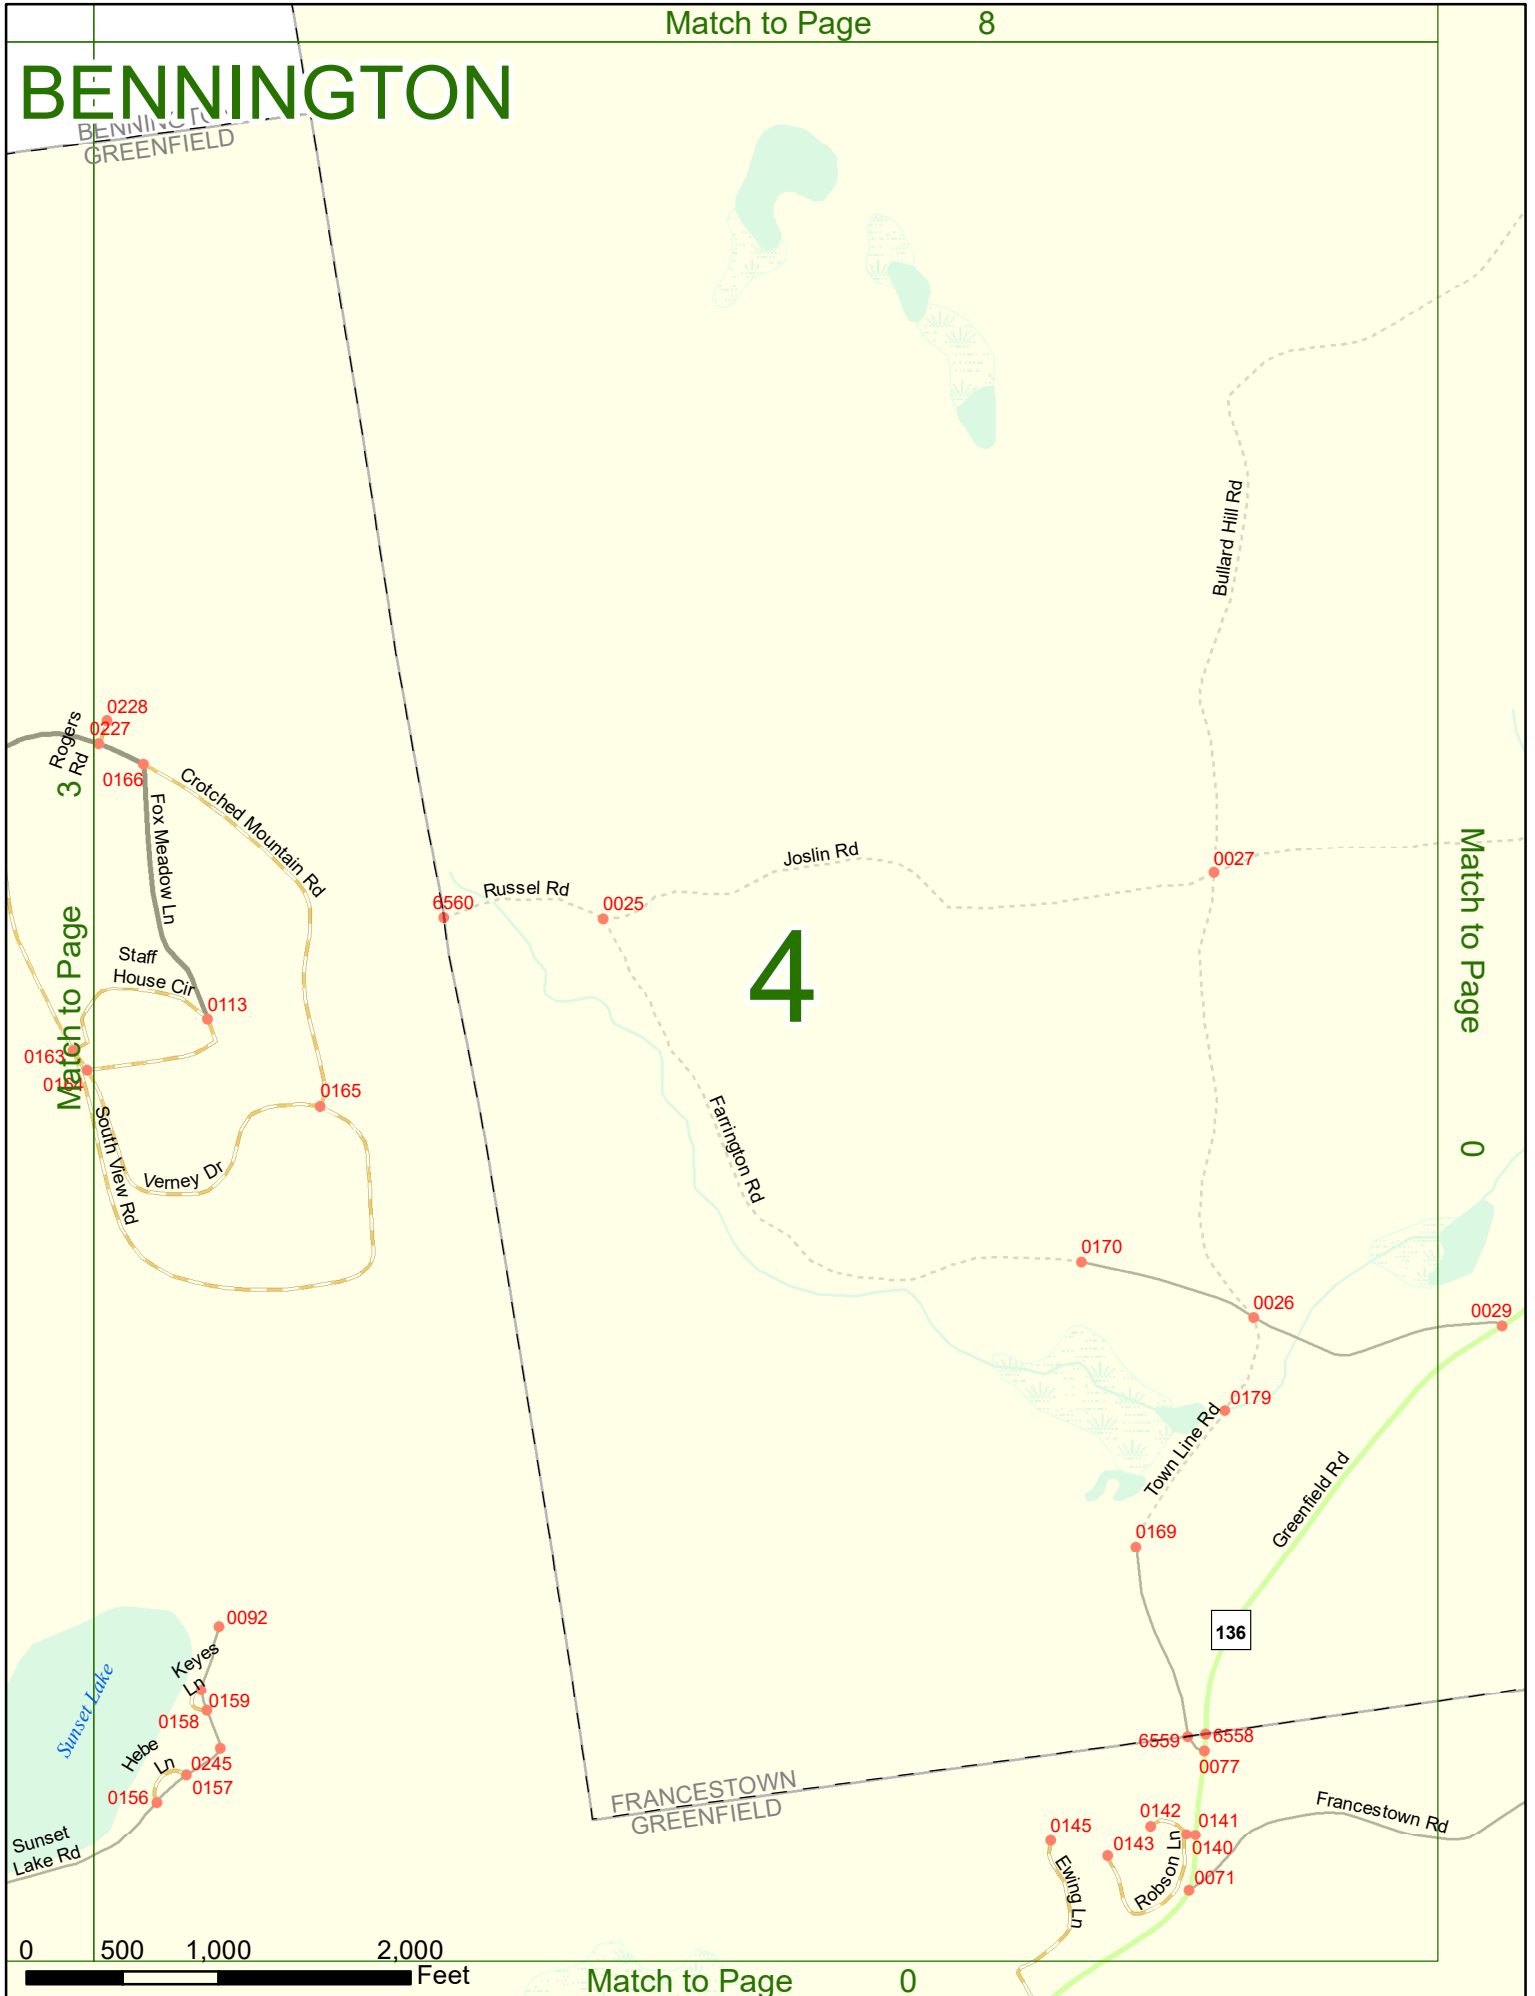 Match to Page 8
BENNINGTON
BENNINGTON
GREENFIELD
Bullard Hill Rd
0228
0227
Rogers
Rd
0166
Crotched Mountain Rd
Fox Meadow Ln
Match to Page 3
Staff
House Cir
0113
0163
0164
0165
South View Rd
Verney Dr
6560
Russel Rd
0025
Joslin Rd
0027
4
Match to Page 0
Farrington Rd
0170
0026
0029
0179
Town Line Rd
Greenfield Rd
0169
136
0092
Keyes
Ln
0159
0158
Sunset Lake
Hebe
Ln
0245
0157
0156
Sunset
Lake Rd
6559
6558
0077
FRANCESTOWN
GREENFIELD
0145
0142
0143
0141
0140
Francestown Rd
Robson Ln
Ewing Ln
0071
0 500 1,000 2,000
Feet
Match to Page 0